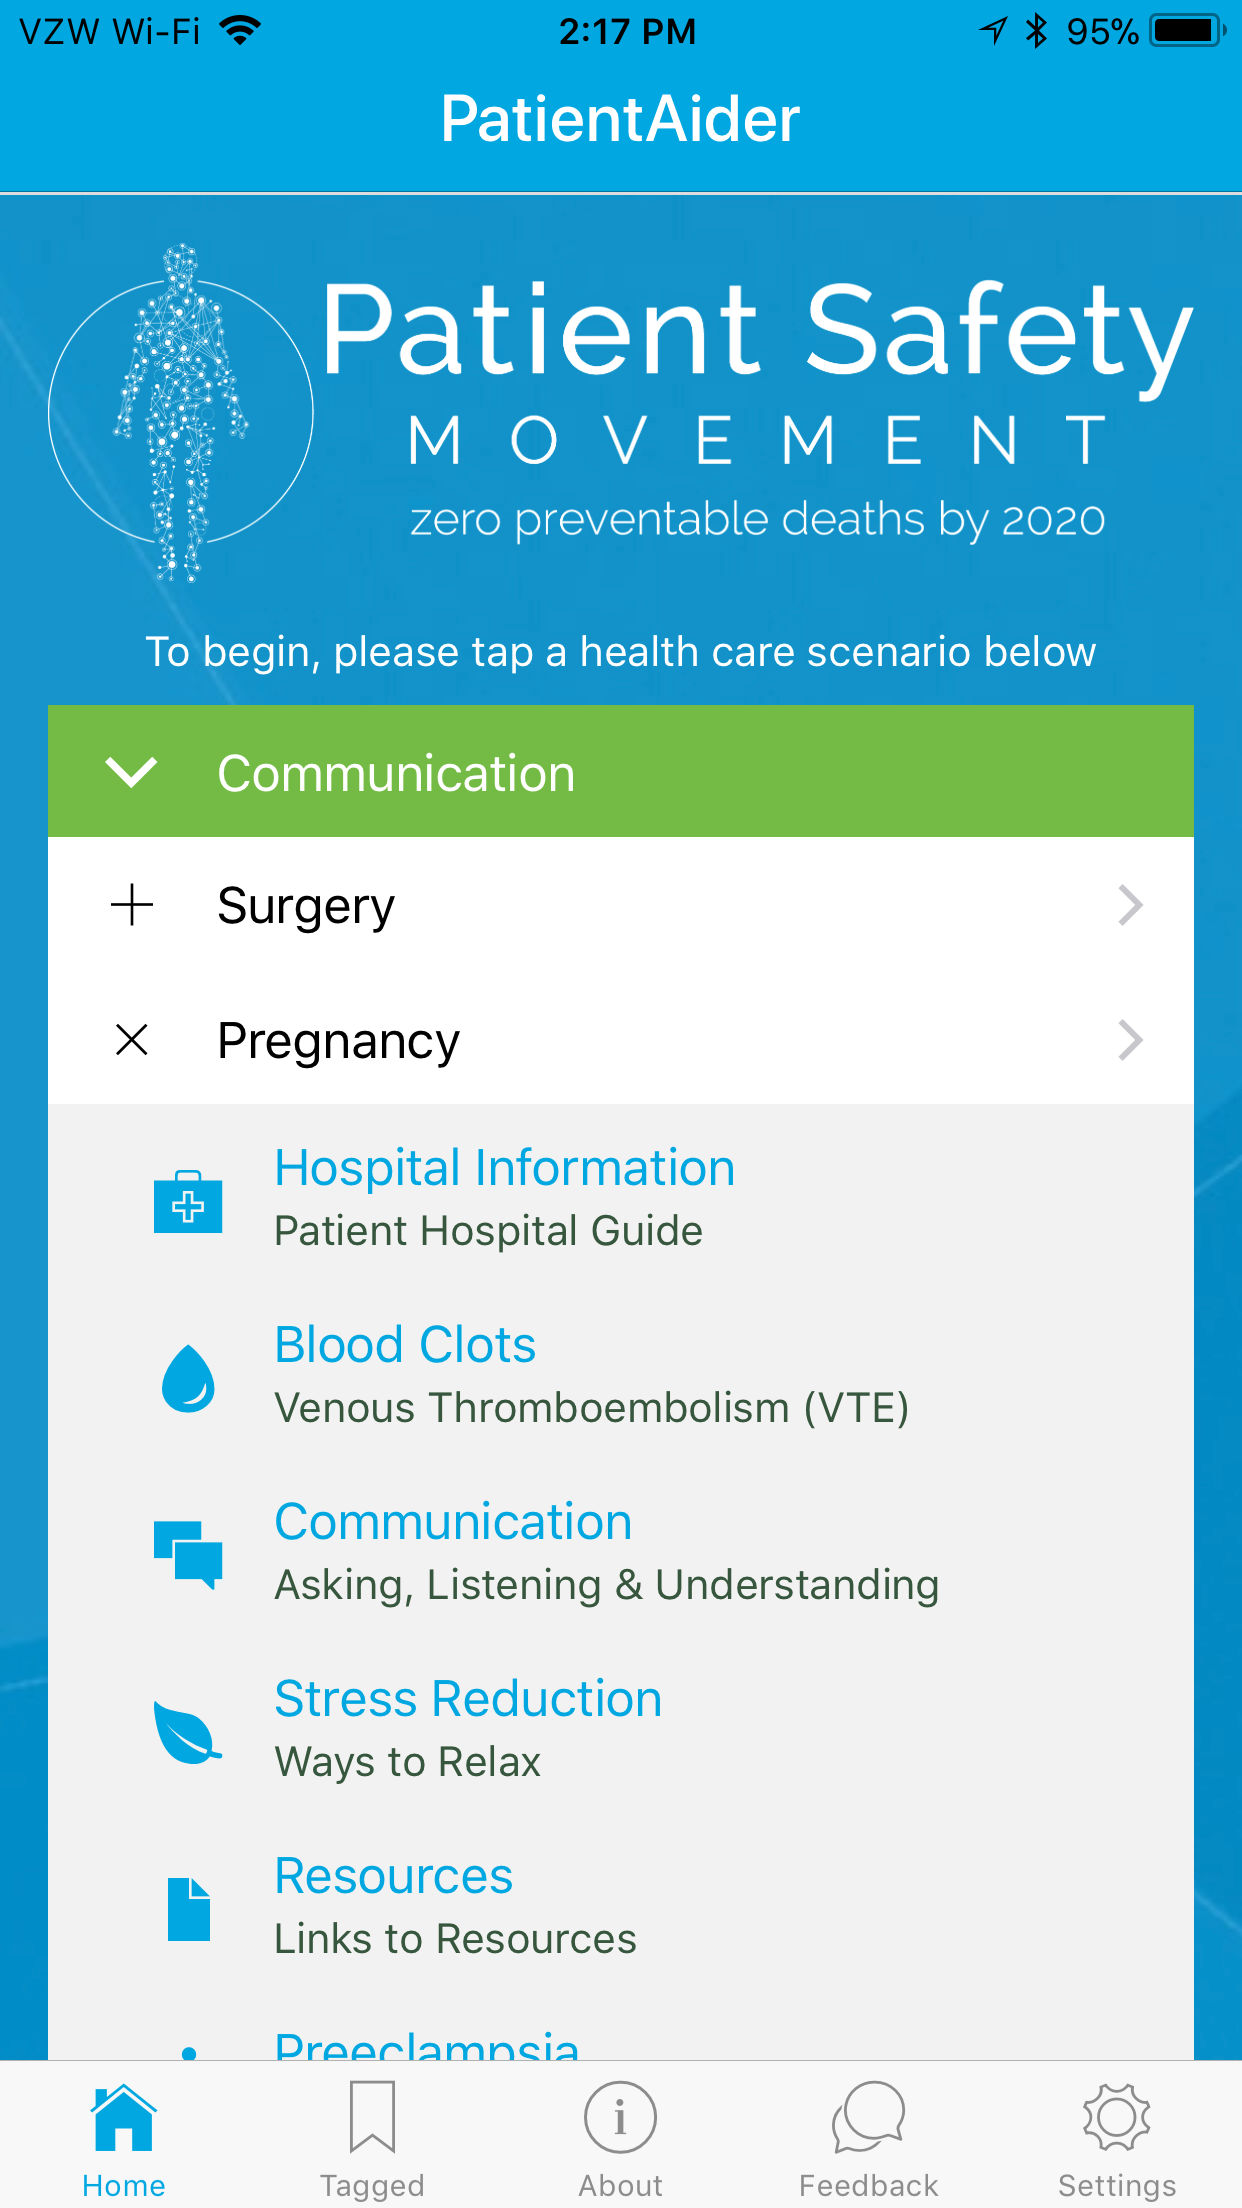 VZW Wi-Fi 2:17 PM 95%
PatientAider
Patient Safety
MOVEMENT
zero preventable deaths by 2020
To begin, please tap a health care scenario below
Communication
Surgery
Pregnancy
Hospital Information
Patient Hospital Guide
Blood Clots
Venous Thromboembolism (VTE)
Communication
Asking, Listening & Understanding
Stress Reduction
Ways to Relax
Resources
Links to Resources
Preeclampsia
Home Tagged About Feedback Settings